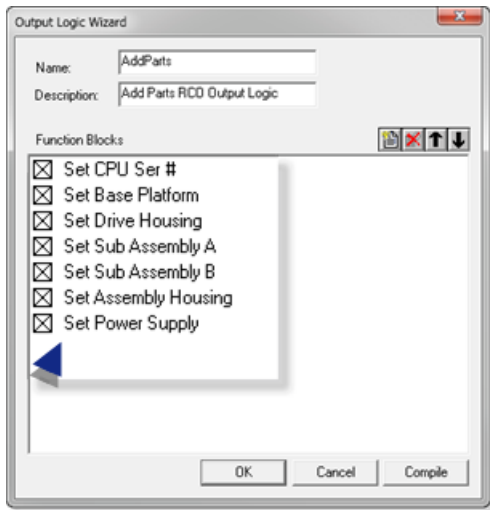 Output Logic Wizard
Name: AddParts
Description: Add Parts RCO Output Logic
Function Blocks
Set CPU Ser #
Set Base Platform
Set Drive Housing
Set Sub Assembly A
Set Sub Assembly B
Set Assembly Housing
Set Power Supply
OK Cancel Compile